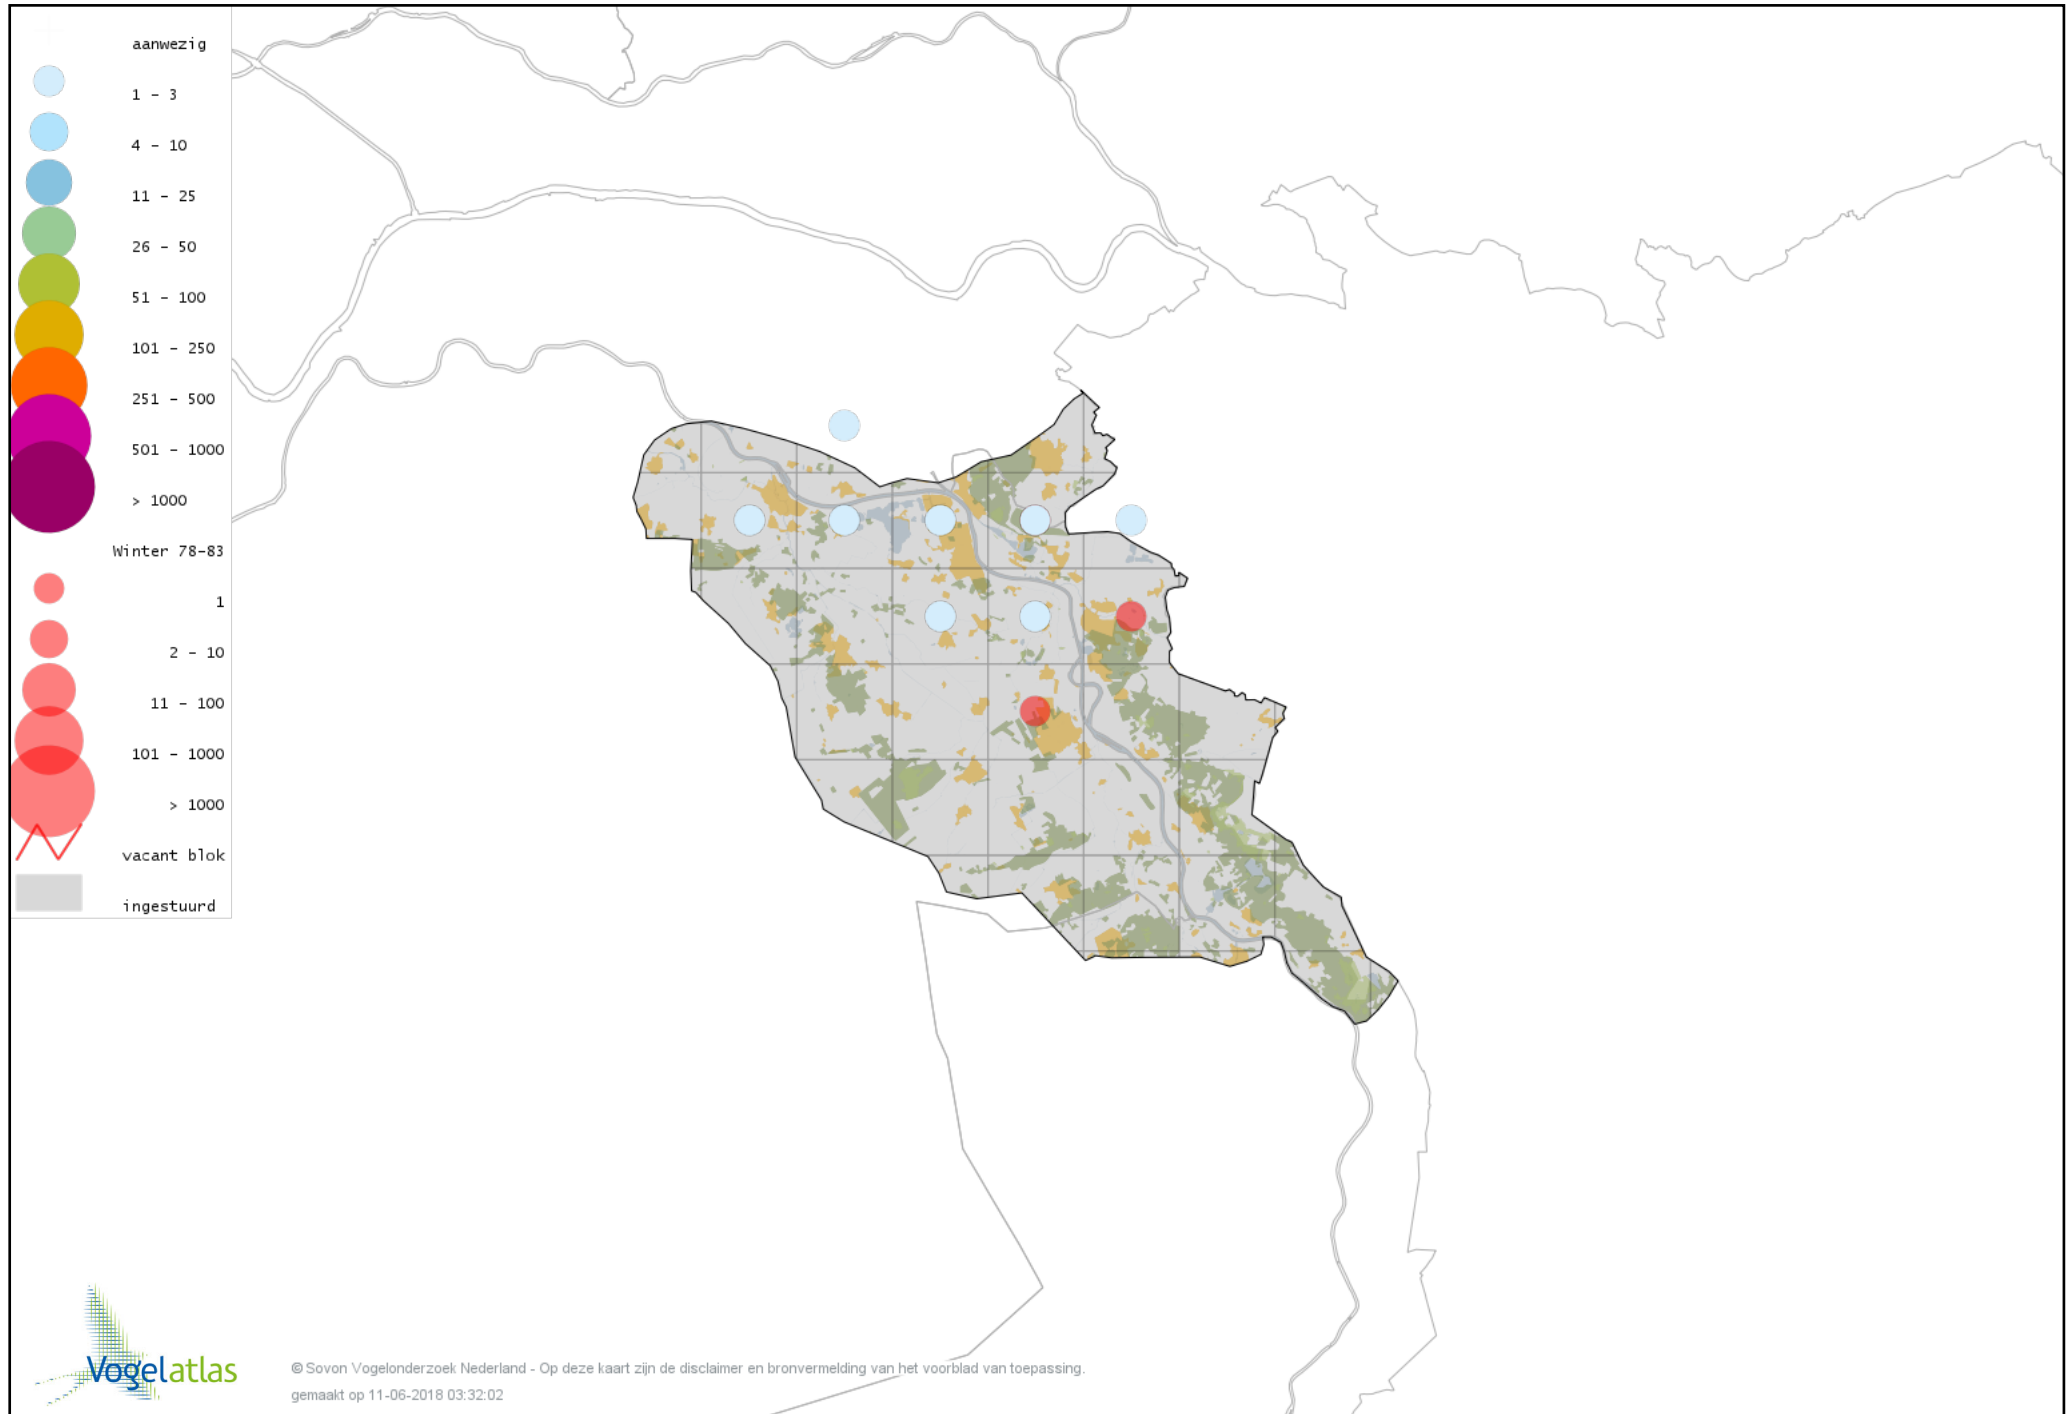 aanwezig
1 - 3
4 - 10
11 - 25
26 - 50
51 - 100
101 - 250
251 - 500
501 - 1000
> 1000
Winter 78-83
1
2 - 10
11 - 100
101 - 1000
> 1000
vacant blok
ingestuurd
Vogelatlas
© Sovon Vogelonderzoek Nederland - Op deze kaart zijn de disclaimer en bronvermelding van het voorblad van toepassing.
gemaakt op 11-06-2018 03:32:02